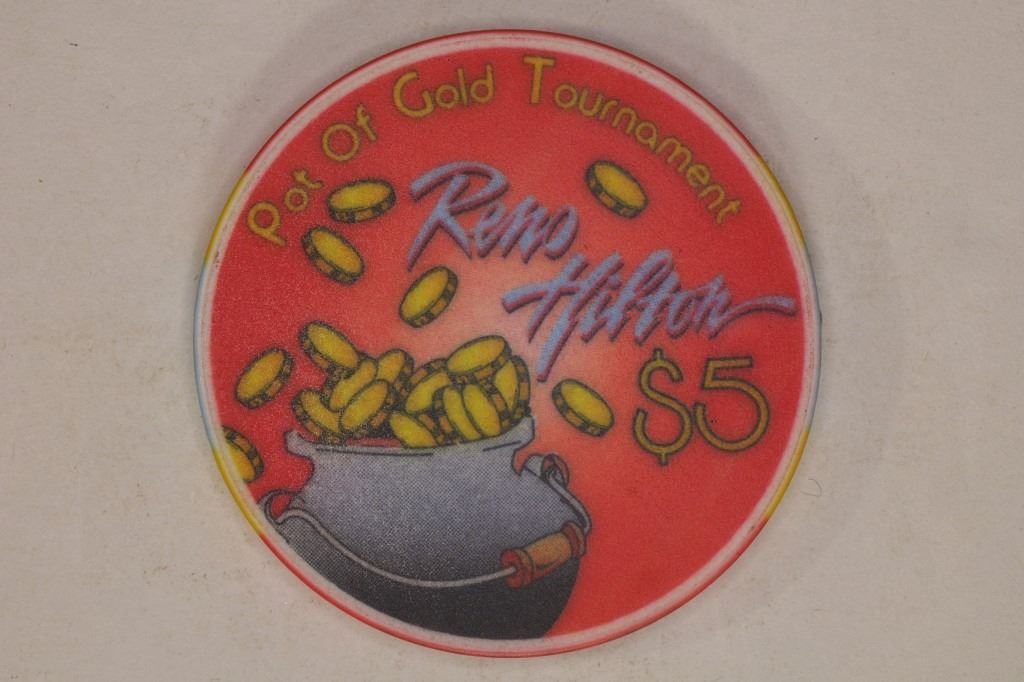 Pot Of Gold Tournament
Reno
Hilton
$5